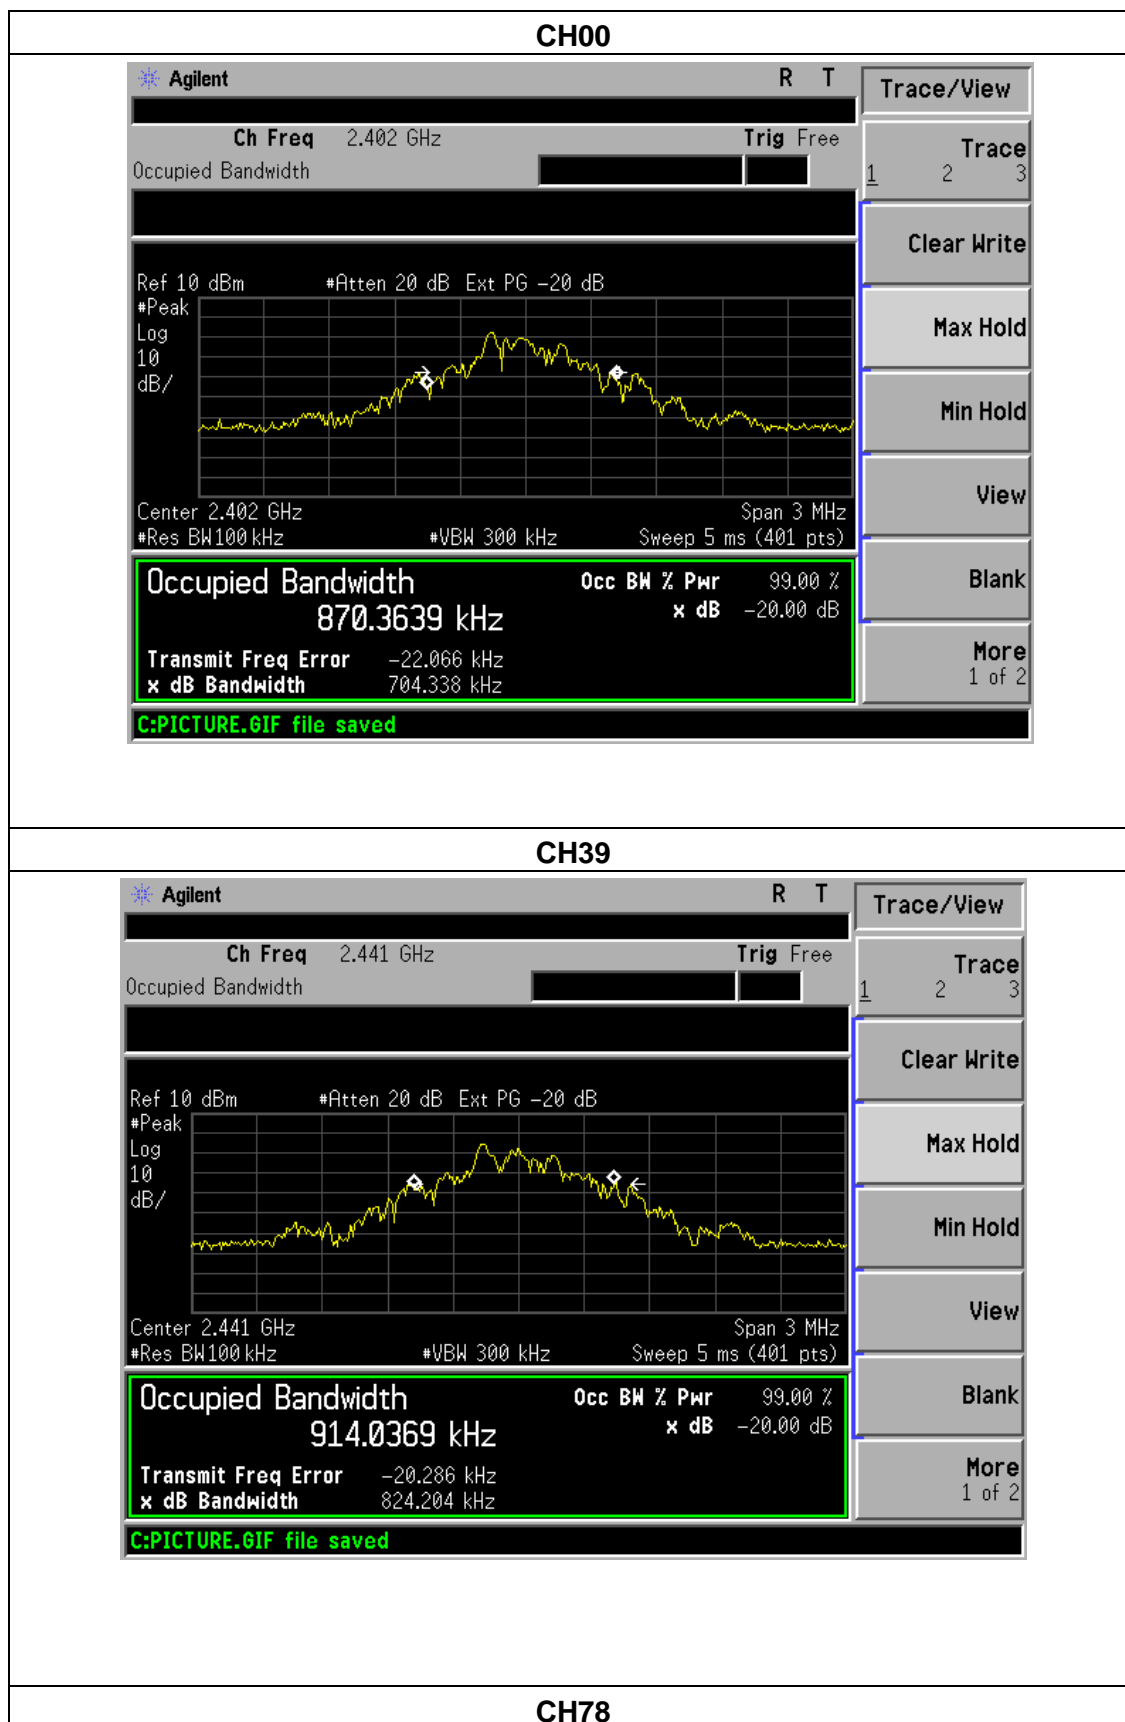 CH00
Agilent R T
Trace/View
Ch Freq 2.402 GHz Trig Free
Occupied Bandwidth
Trace
1 2 3
Clear Write
Ref 10 dBm #Atten 20 dB Ext PG -20 dB
#Peak
Log
10
dB/
Max Hold
Min Hold
View
Center 2.402 GHz Span 3 MHz
#Res BW 100 kHz #VBW 300 kHz Sweep 5 ms (401 pts)
Occupied Bandwidth Occ BW % Pwr 99.00 %
870.3639 kHz x dB -20.00 dB
Blank
Transmit Freq Error -22.066 kHz
x dB Bandwidth 704.338 kHz
More
1 of 2
C:PICTURE.GIF file saved
CH39
Agilent R T
Trace/View
Ch Freq 2.441 GHz Trig Free
Occupied Bandwidth
Trace
1 2 3
Clear Write
Ref 10 dBm #Atten 20 dB Ext PG -20 dB
#Peak
Log
10
dB/
Max Hold
Min Hold
View
Center 2.441 GHz Span 3 MHz
#Res BW 100 kHz #VBW 300 kHz Sweep 5 ms (401 pts)
Occupied Bandwidth Occ BW % Pwr 99.00 %
914.0369 kHz x dB -20.00 dB
Blank
Transmit Freq Error -20.286 kHz
x dB Bandwidth 824.204 kHz
More
1 of 2
C:PICTURE.GIF file saved
CH78